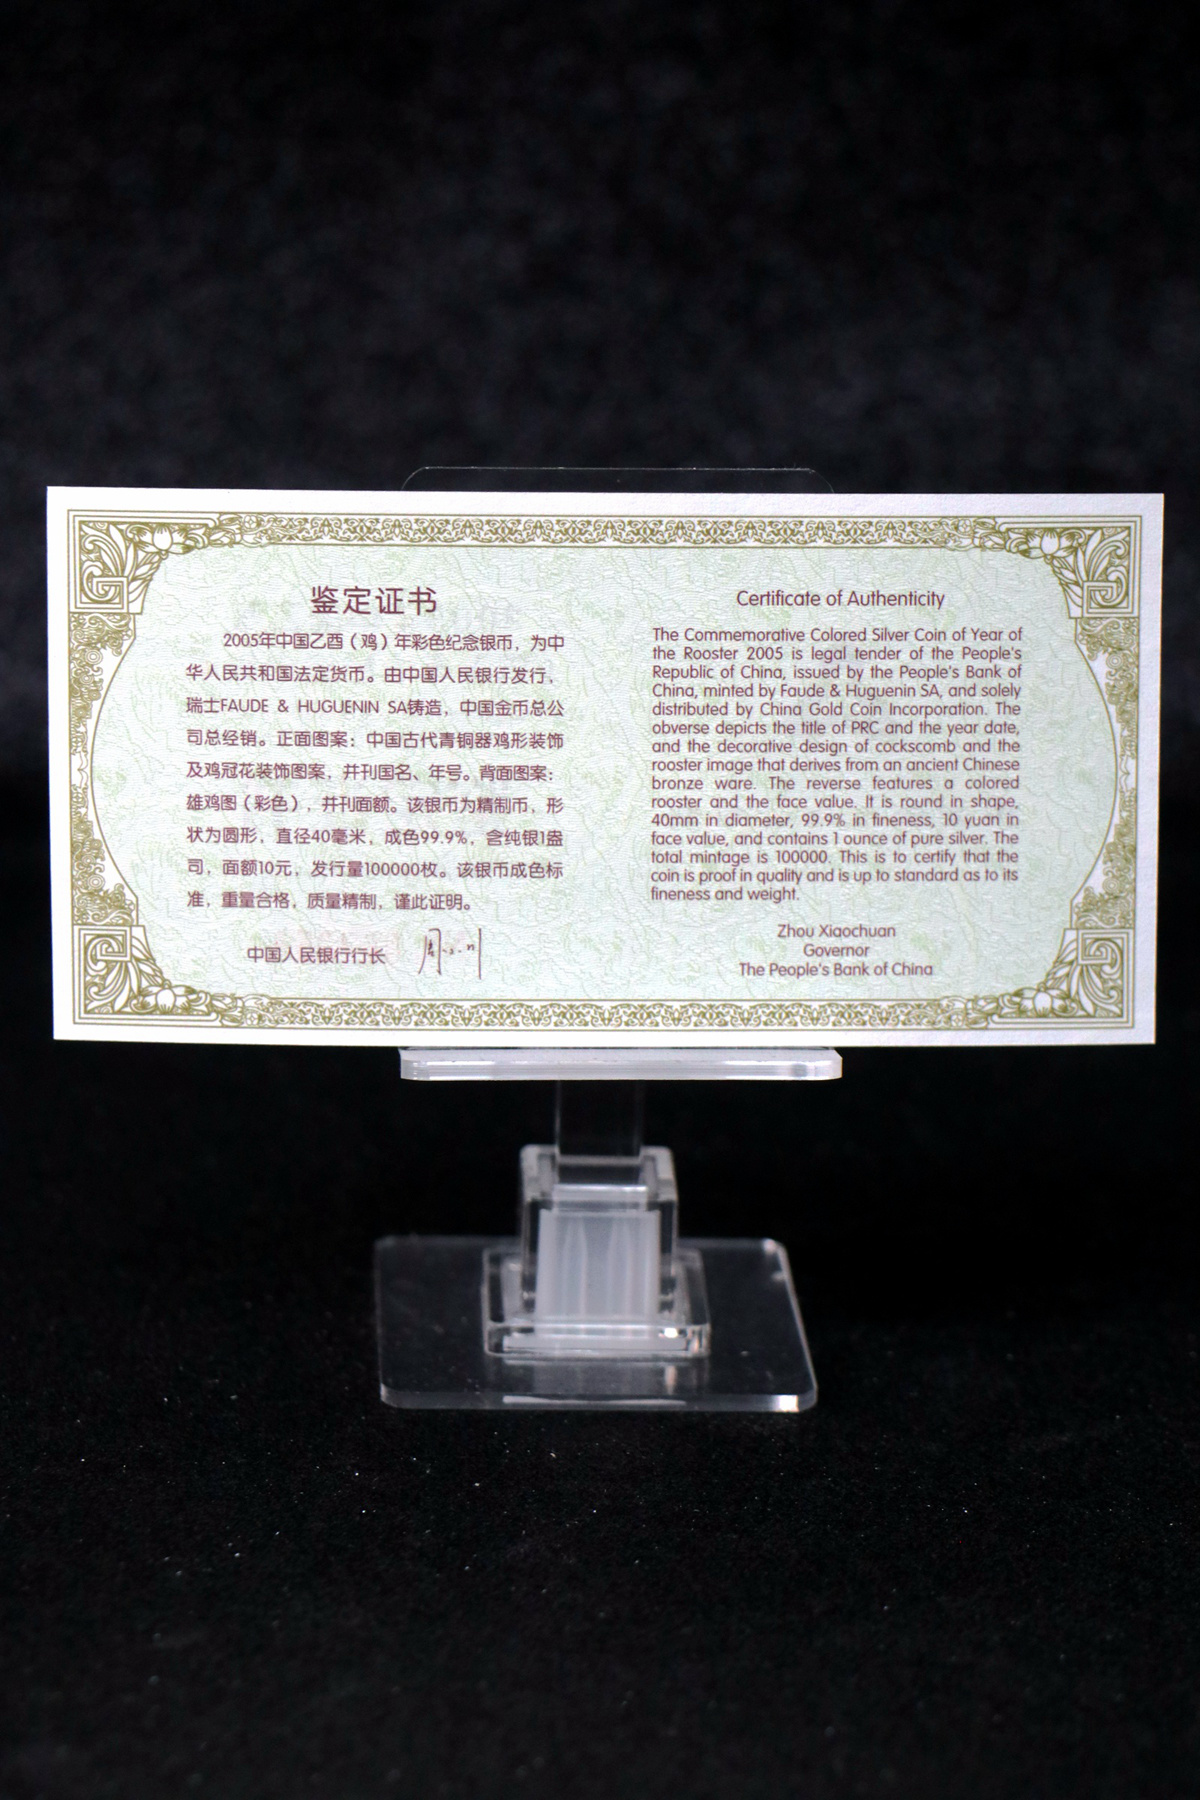 鉴定证书
2005年中国乙酉（鸡）年彩色纪念银币，为中
华人民共和国法定货币。由中国人民银行发行，
瑞士FAUDE & HUGUENIN SA铸造，中国金币总公
司总经销。正面图案：中国古代青铜器鸡形装饰
及鸡冠花装饰图案，并刊国名、年号。背面图案：
雄鸡图（彩色），并刊面额。该银币为精制币，形
状为圆形，直径40毫米，成色99.9%，含纯银1盎
司，面额10元，发行量100000枚。该银币成色标
准，重量合格，质量精制，谨此证明。
中国人民银行行长
Certificate of Authenticity
The Commemorative Colored Silver Coin of Year of
the Rooster 2005 is legal tender of the People's
Republic of China, issued by the People's Bank of
China, minted by Faude & Huguenin SA, and solely
distributed by China Gold Coin Incorporation. The
obverse depicts the title of PRC and the year date,
and the decorative design of cockscomb and the
rooster image that derives from an ancient Chinese
bronze ware. The reverse features a colored
rooster and the face value. It is round in shape,
40mm in diameter, 99.9% in fineness, 10 yuan in
face value, and contains 1 ounce of pure silver. The
total mintage is 100000. This is to certify that the
coin is proof in quality and is up to standard as to its
fineness and weight.
Zhou Xiaochuan
Governor
The People's Bank of China